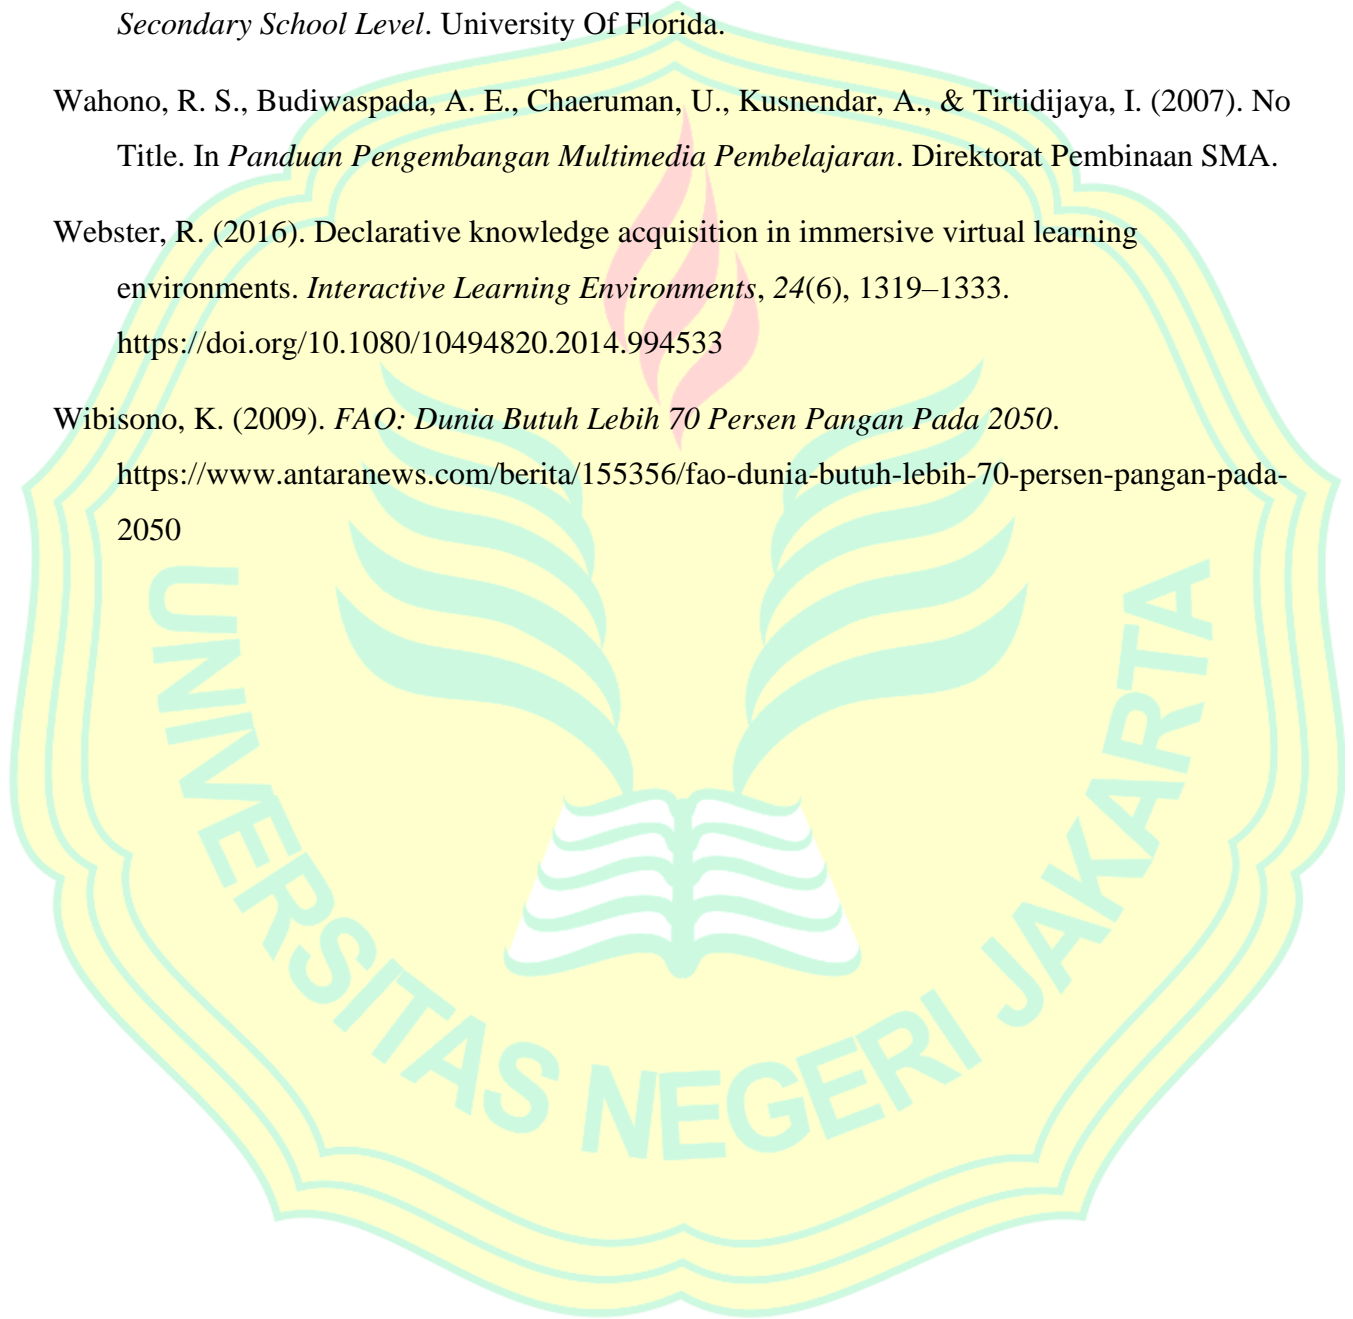 Secondary School Level. University Of Florida.
Wahono, R. S., Budiwaspada, A. E., Chaeruman, U., Kusnendar, A., & Tirtidijaya, I. (2007). No
Title. In Panduan Pengembangan Multimedia Pembelajaran. Direktorat Pembinaan SMA.
Webster, R. (2016). Declarative knowledge acquisition in immersive virtual learning
environments. Interactive Learning Environments, 24(6), 1319–1333.
https://doi.org/10.1080/10494820.2014.994533
Wibisono, K. (2009). FAO: Dunia Butuh Lebih 70 Persen Pangan Pada 2050.
https://www.antaranews.com/berita/155356/fao-dunia-butuh-lebih-70-persen-pangan-pada-
2050
UNIVERSITAS NEGERI JAKARTA